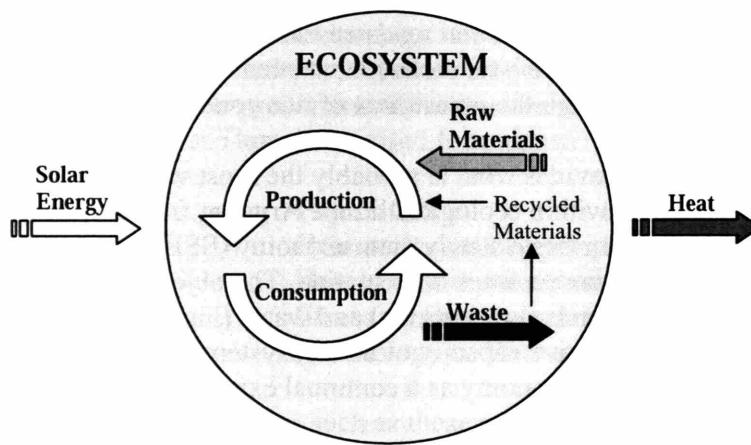 ECOSYSTEM
Raw
Materials
Solar
Energy
Production
Recycled
Materials
Heat
Consumption
Waste